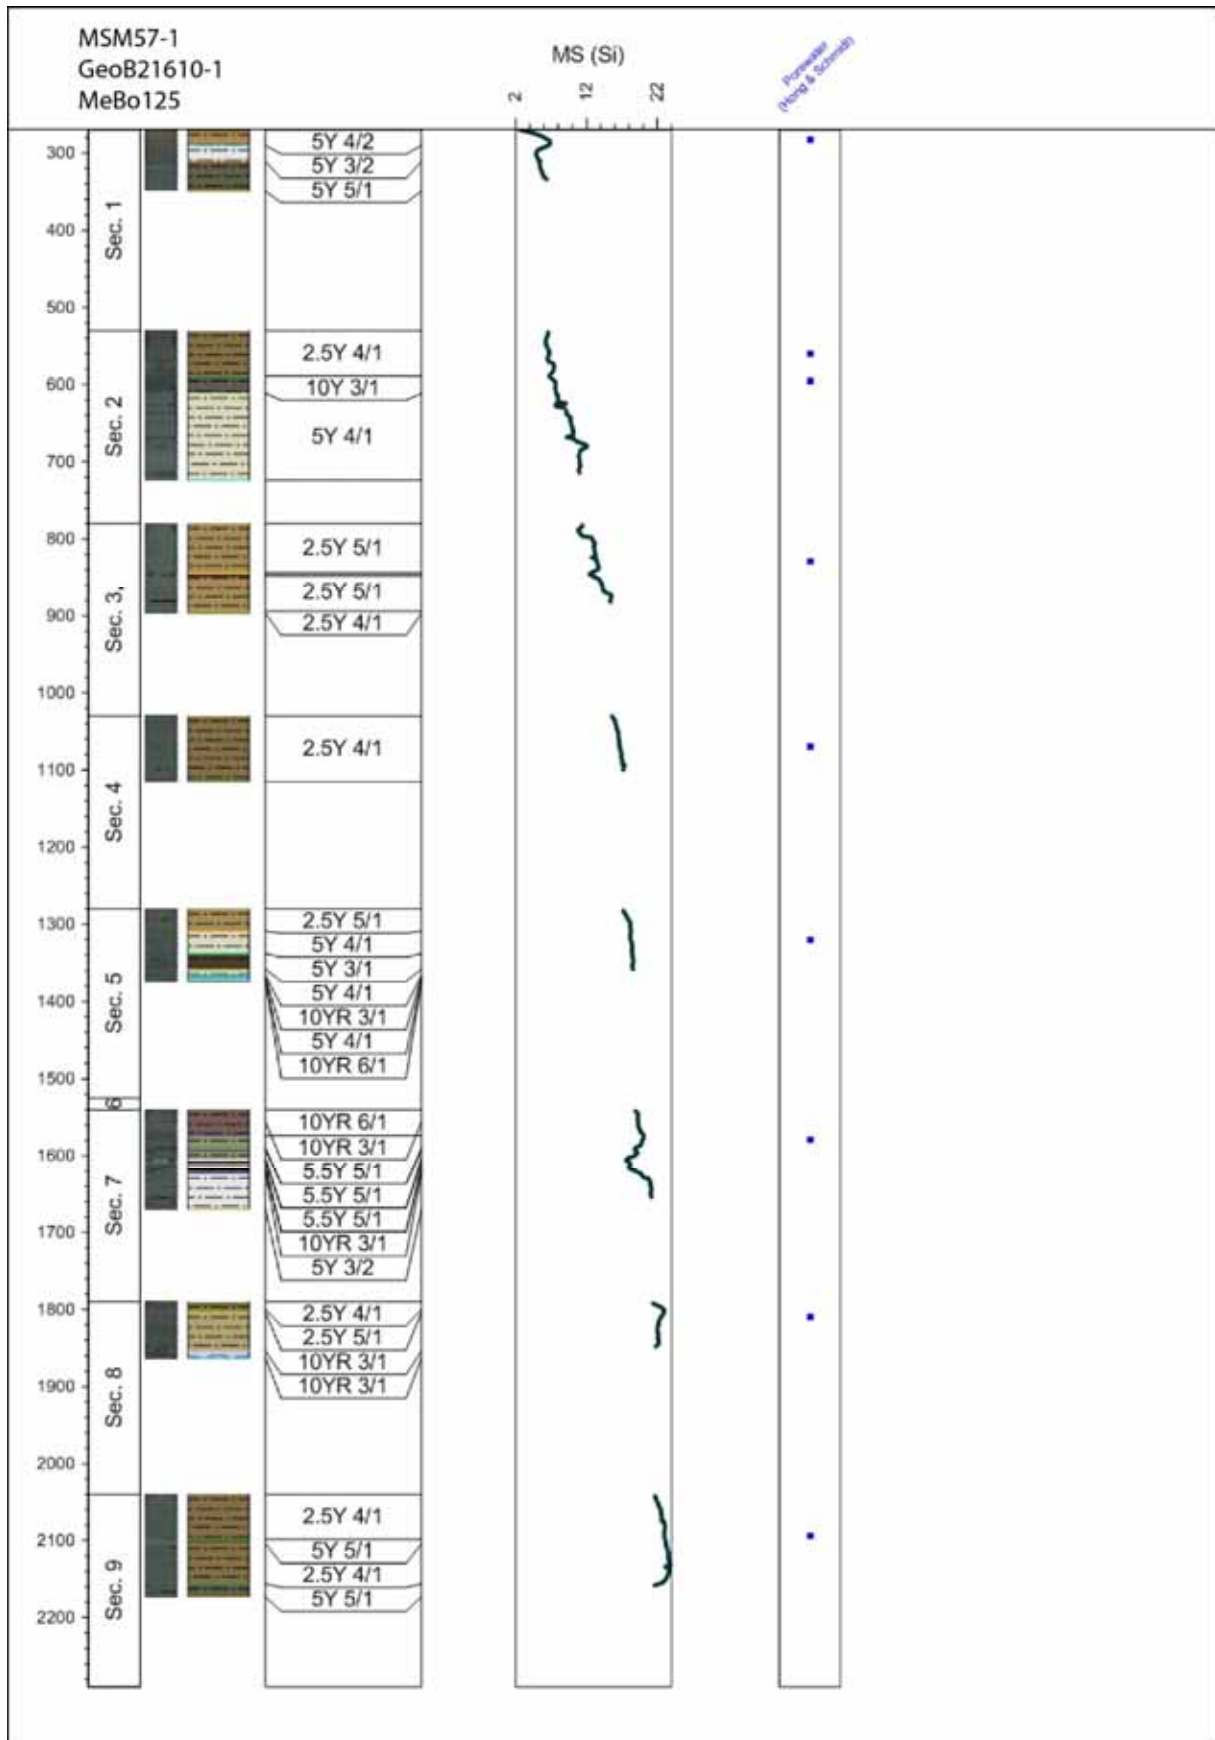 MSM57-1
GeoB21610-1
MeBo125
MS (Si)
2 12 22
Porewater
(Hong & Schmidt)
300
400
500
600
700
800
900
1000
1100
1200
1300
1400
1500
1600
1700
1800
1900
2000
2100
2200
Sec. 1
Sec. 2
Sec. 3,
Sec. 4
Sec. 5
6
Sec. 7
Sec. 8
Sec. 9
5Y 4/2
5Y 3/2
5Y 5/1
2.5Y 4/1
10Y 3/1
5Y 4/1
2.5Y 5/1
2.5Y 5/1
2.5Y 4/1
2.5Y 4/1
2.5Y 5/1
5Y 4/1
5Y 3/1
5Y 4/1
10YR 3/1
5Y 4/1
10YR 6/1
10YR 6/1
10YR 3/1
5.5Y 5/1
5.5Y 5/1
5.5Y 5/1
10YR 3/1
5Y 3/2
2.5Y 4/1
2.5Y 5/1
10YR 3/1
10YR 3/1
2.5Y 4/1
5Y 5/1
2.5Y 4/1
5Y 5/1